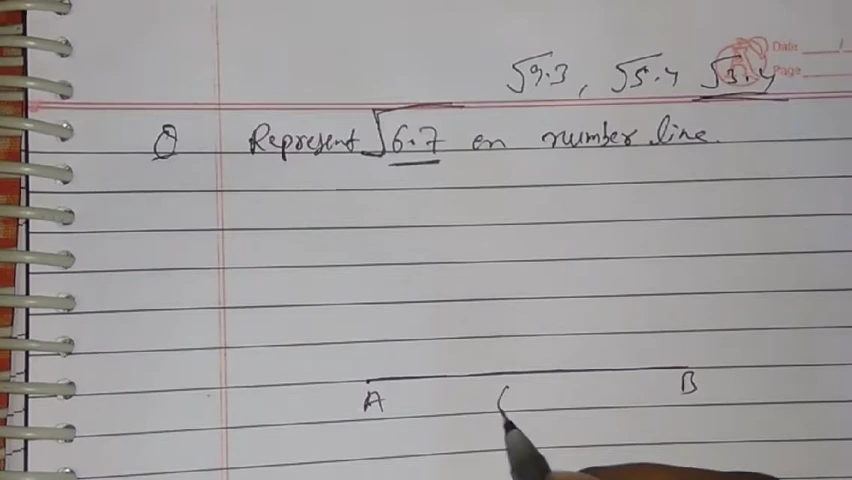 Date
√9.3, √5.4 √3.4
Page
Q Represent √6.7 on number line.
A B